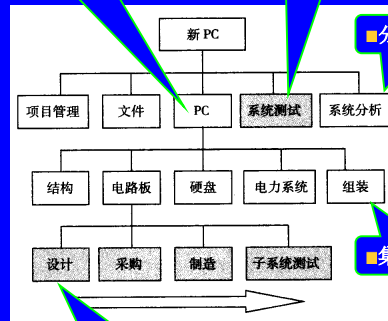 新PC
■分
项目管理 文件 PC 系统测试 系统分析
结构 电路板 硬盘 电力系统 组装
■集
设计 采购 制造 子系统测试